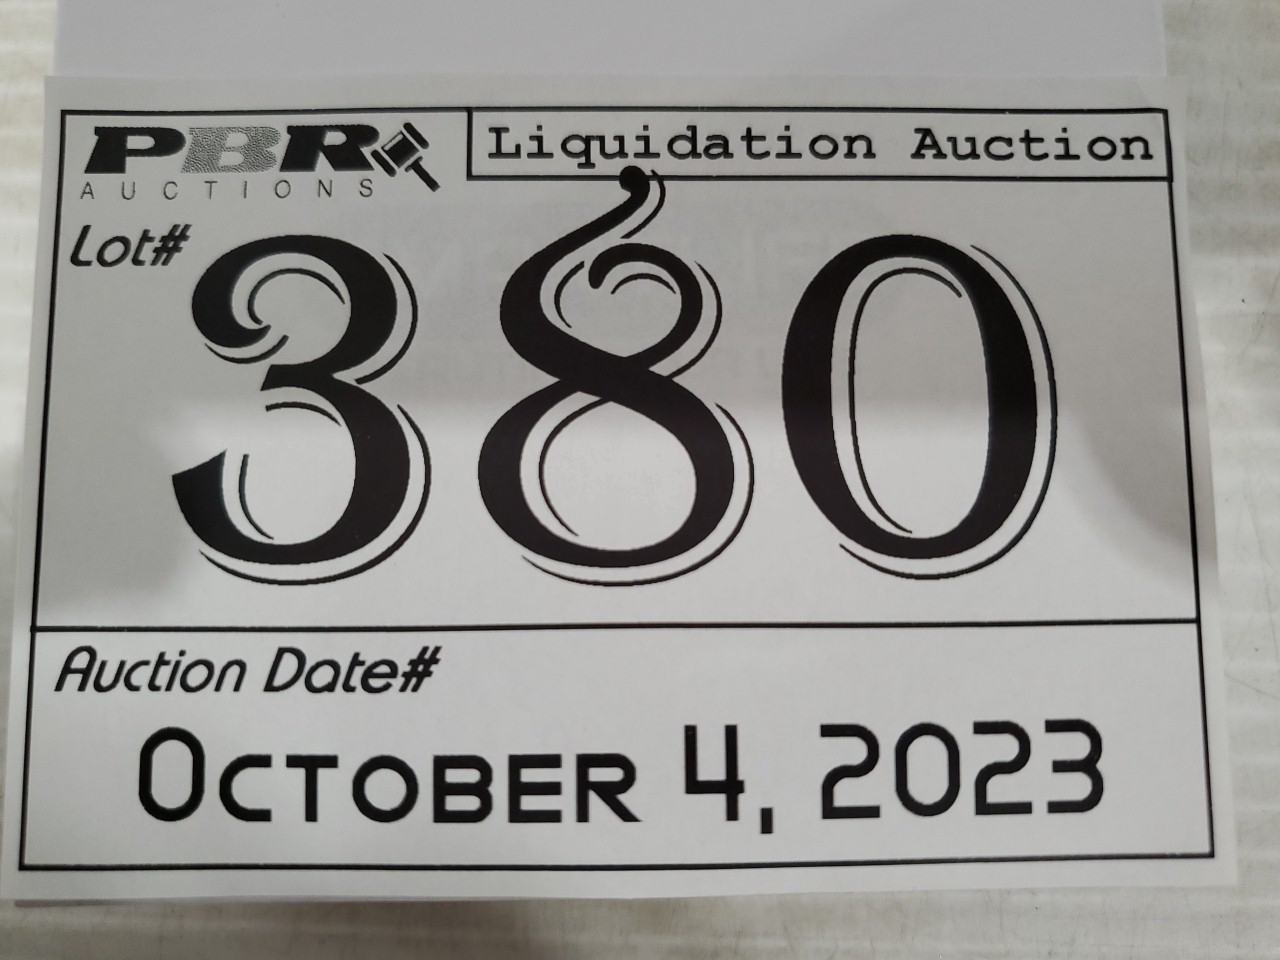 PBR
AUCTIONS
Liquidation Auction
Lot#
380
Auction Date#
October 4, 2023